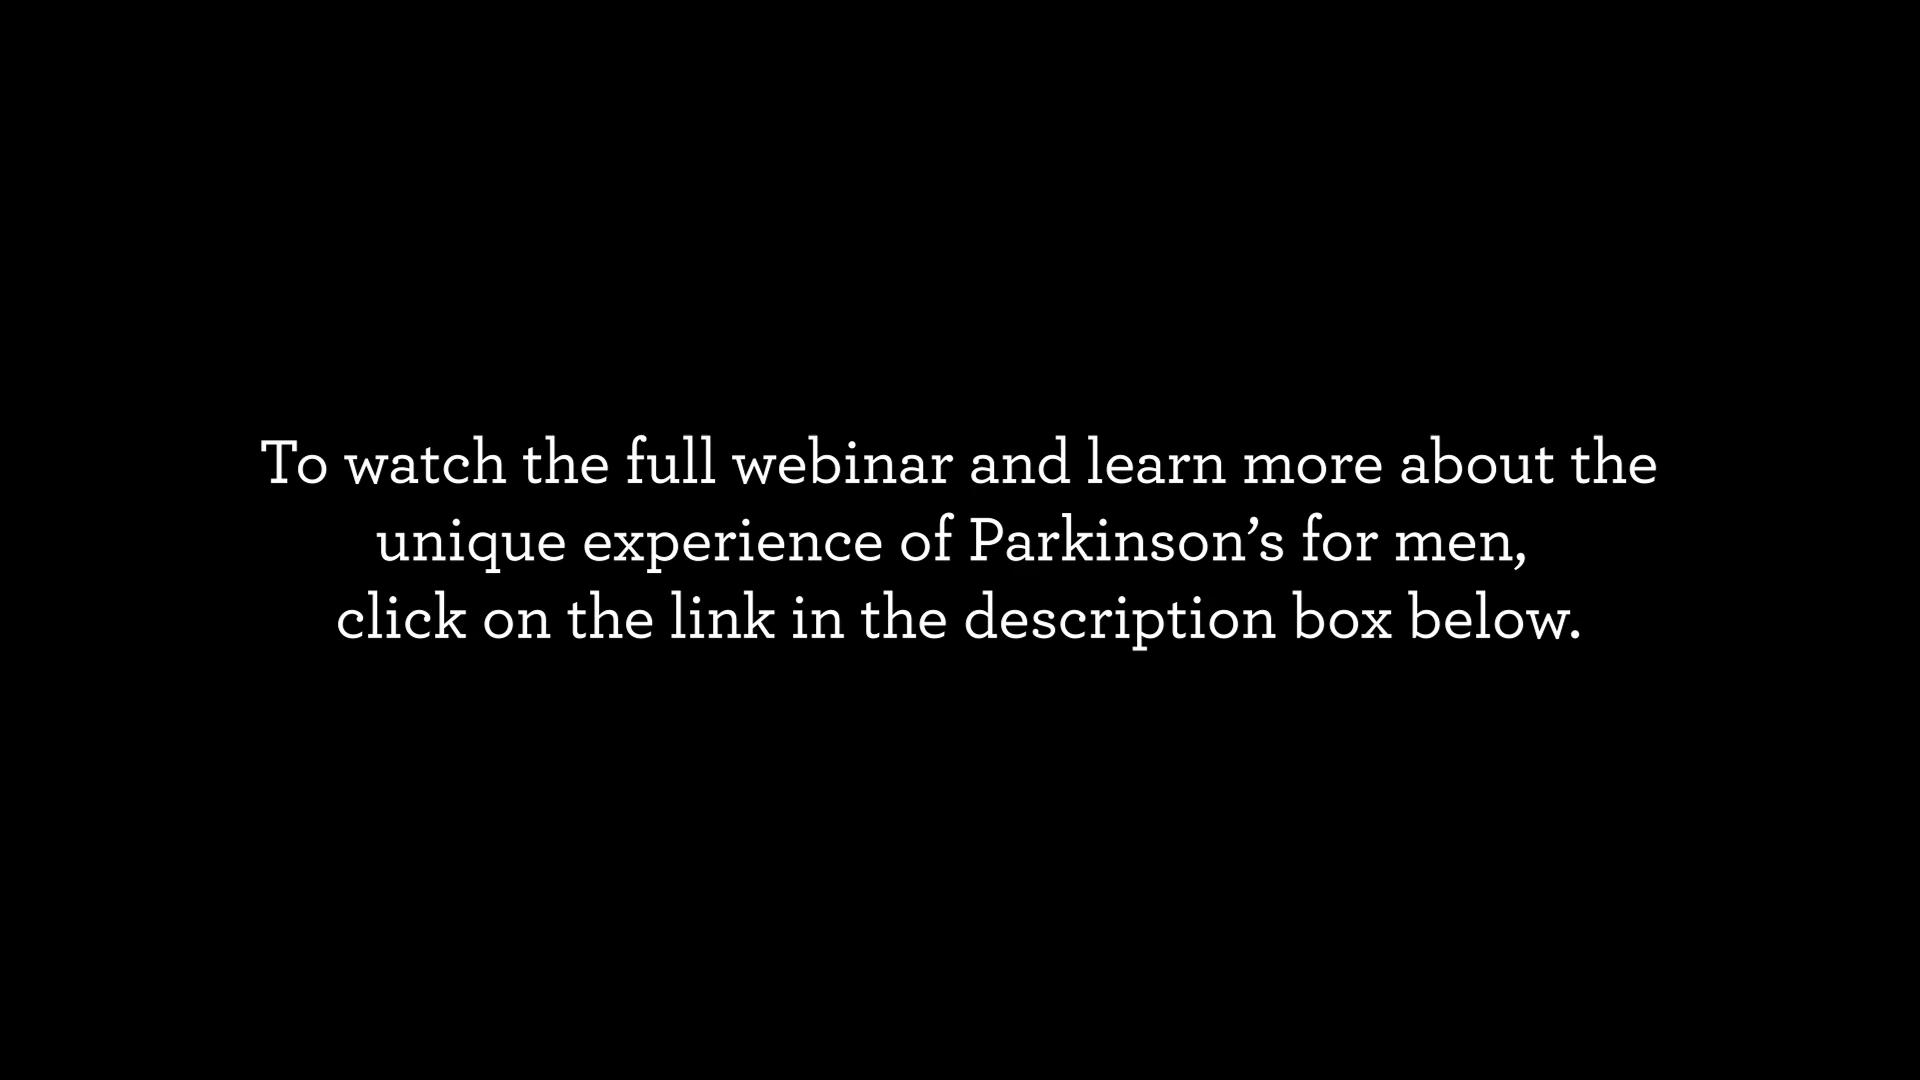 To watch the full webinar and learn more about the
unique experience of Parkinson’s for men,
click on the link in the description box below.